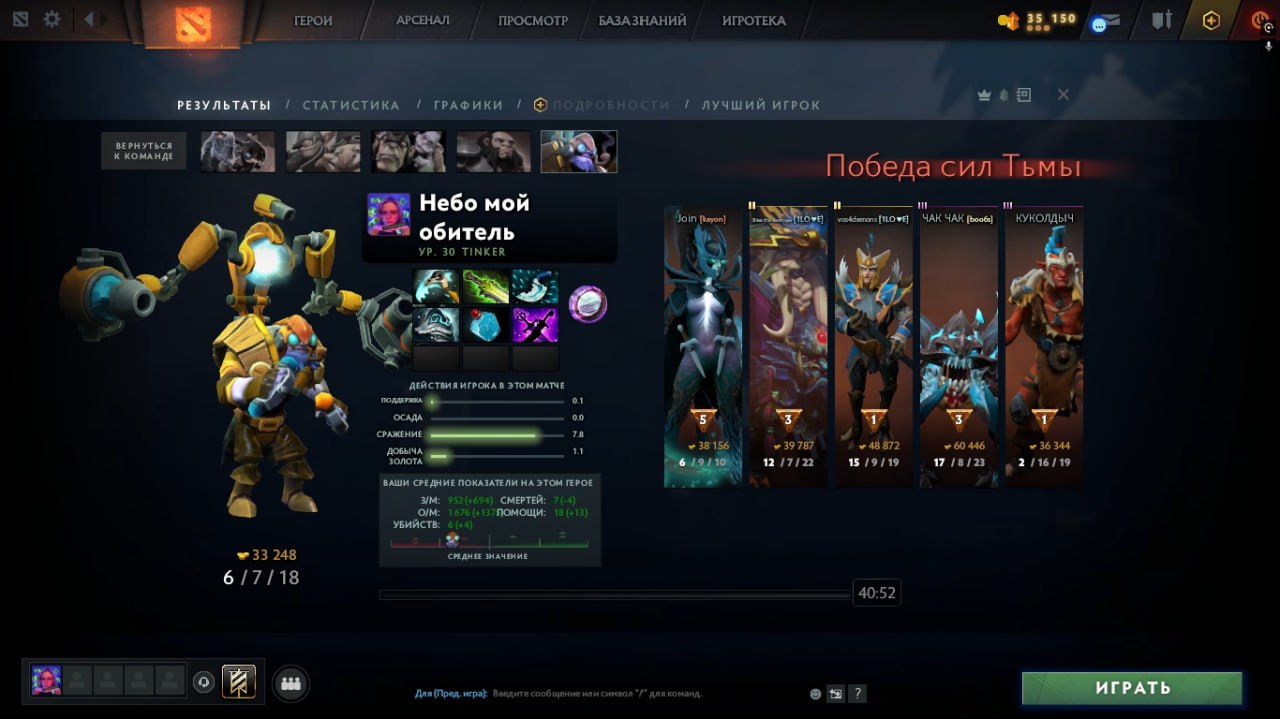 ГЕРОИ
АРСЕНАЛ
ПРОСМОТР
БАЗА ЗНАНИЙ
ИГРОТЕКА
35 150
РЕЗУЛЬТАТЫ / СТАТИСТИКА / ГРАФИКИ / ПОДРОБНОСТИ / ЛУЧШИЙ ИГРОК
ВЕРНУТЬСЯ
К КОМАНДЕ
Победа сил Тьмы
Небо мой
обитель
УР. 30 TINKER
ДЕЙСТВИЯ ИГРОКА В ЭТОМ МАТЧЕ
ПОДДЕРЖКА 0.1
ОСАДА 0.0
СРАЖЕНИЕ 7.8
ДОБЫЧА
ЗОЛОТА 1.1
ВАШИ СРЕДНИЕ ПОКАЗАТЕЛИ НА ЭТОМ ГЕРОЕ
З/М: 952 (+694) СМЕРТЕЙ: 7 (-4)
О/М: 1 676 ПОМОЩИ: 18 (+13)
УБИЙСТВ: 6 (+4)
СРЕДНЕЕ ЗНАЧЕНИЕ
33 248
6 / 7 / 18
Join [kayon]
5
38 156
6 / 9 / 10
[1LO♥E]
3
39 787
12 / 7 / 22
vas4demons [1LO♥E]
1
48 872
15 / 9 / 19
ЧАК ЧАК [boobs]
3
60 446
17 / 8 / 23
КУКОЛДЫЧ
1
36 344
2 / 16 / 19
40:52
Для (Пред. игра): Введите сообщение или символ "/" для команд.
?
ИГРАТЬ